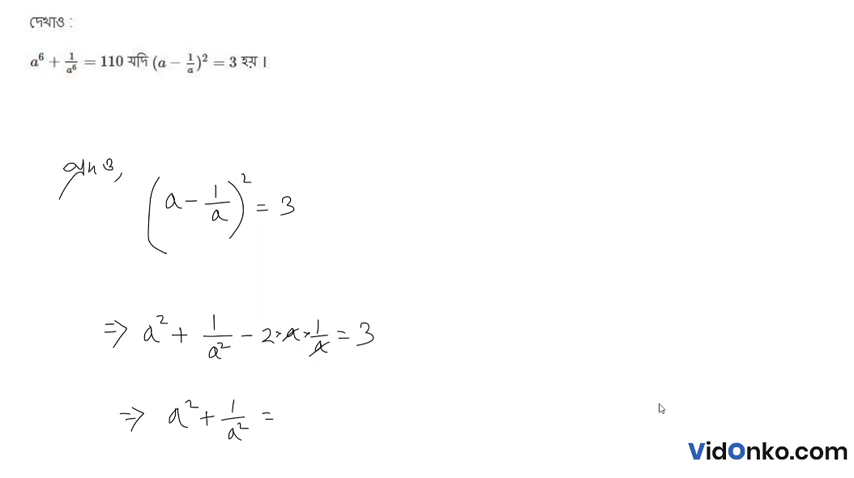 দেখাও :
a⁶ + 1/a⁶ = 110 যদি (a − 1/a)² = 3 হয় ।
(a − 1/a)² = 3
⇒ a² + 1/a² − 2·a·1/a = 3
⇒ a² + 1/a² =
VidOnko.com